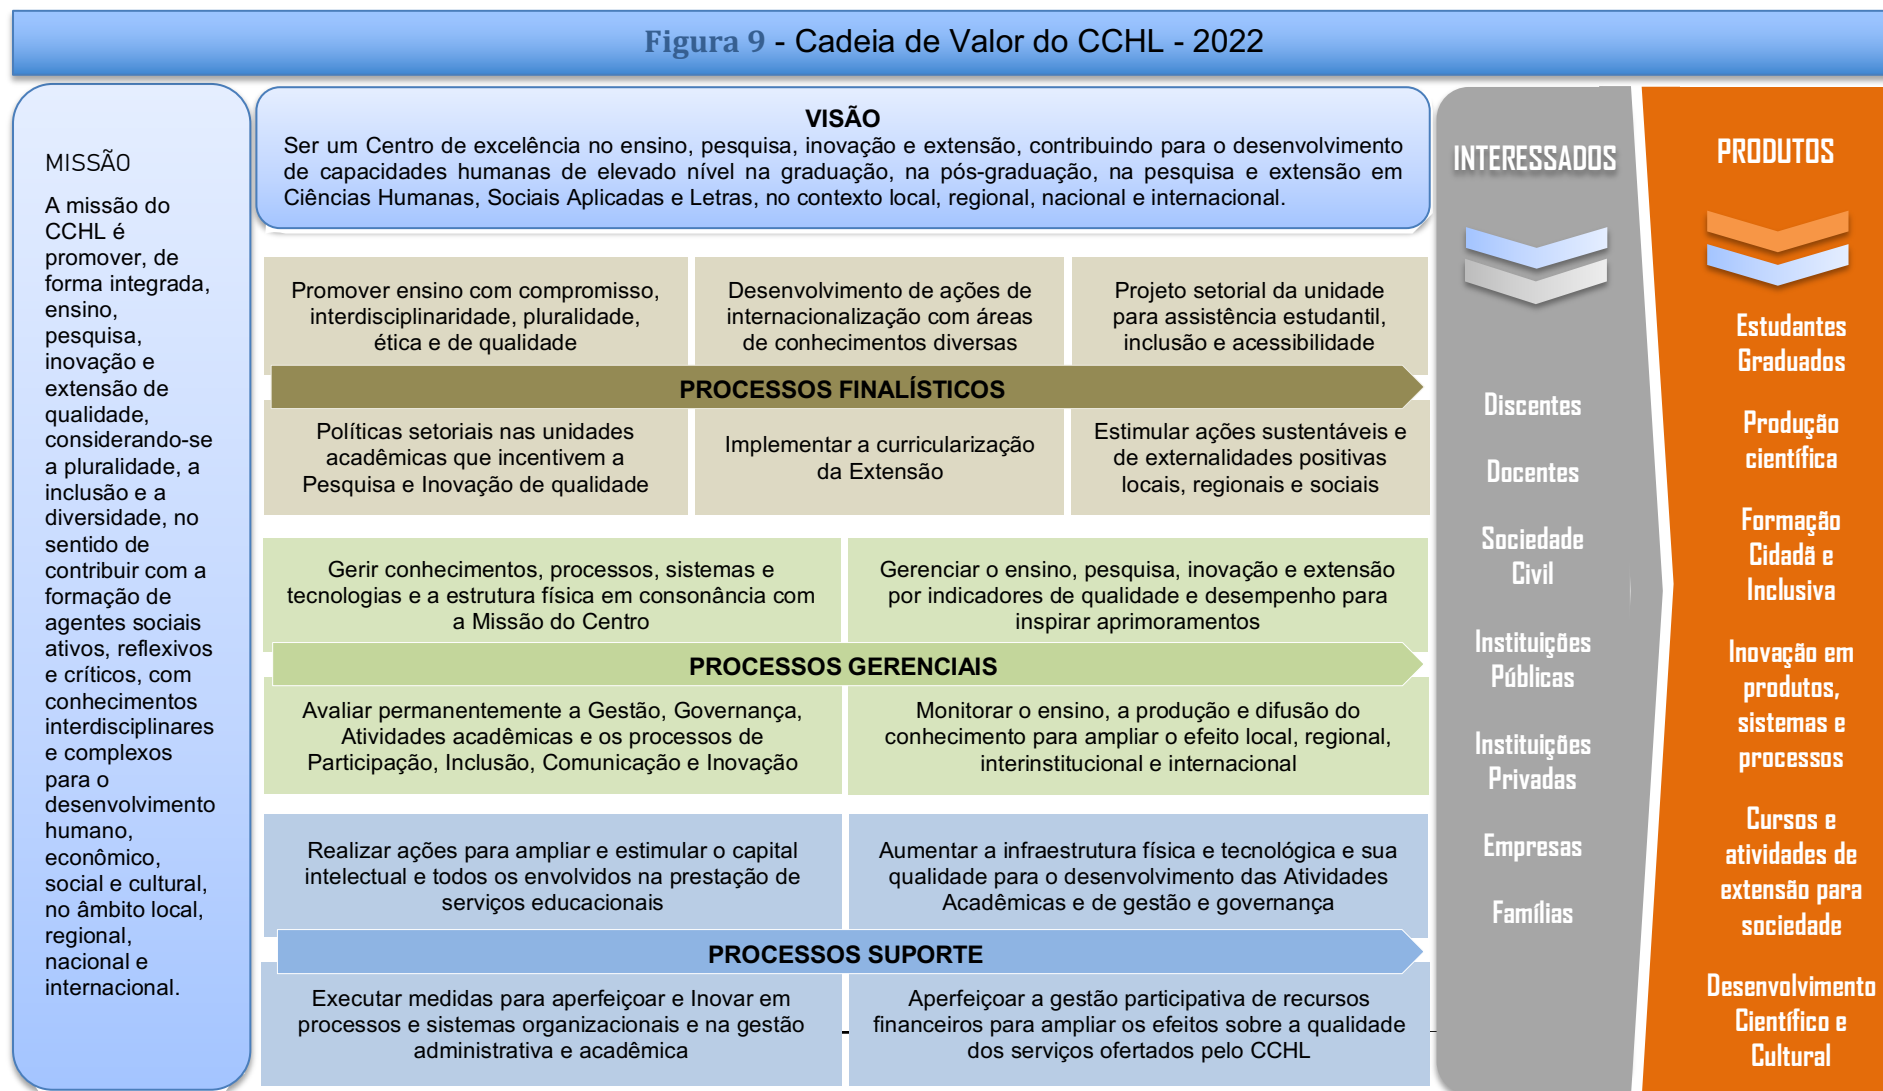 Figura 9 - Cadeia de Valor do CCHL - 2022
MISSÃO
A missão do
CCHL é
promover, de
forma integrada,
ensino,
pesquisa,
inovação e
extensão de
qualidade,
considerando-se
a pluralidade, a
inclusão e a
diversidade, no
sentido de
contribuir com a
formação de
agentes sociais
ativos, reflexivos
e críticos, com
conhecimentos
interdisciplinares
e complexos
para o
desenvolvimento
humano,
econômico,
social e cultural,
no âmbito local,
regional,
nacional e
internacional.
VISÃO
Ser um Centro de excelência no ensino, pesquisa, inovação e extensão, contribuindo para o desenvolvimento
de capacidades humanas de elevado nível na graduação, na pós-graduação, na pesquisa e extensão em
Ciências Humanas, Sociais Aplicadas e Letras, no contexto local, regional, nacional e internacional.
Promover ensino com compromisso,
interdisciplinaridade, pluralidade,
ética e de qualidade
Desenvolvimento de ações de
internacionalização com áreas
de conhecimentos diversas
Projeto setorial da unidade
para assistência estudantil,
inclusão e acessibilidade
PROCESSOS FINALÍSTICOS
Políticas setoriais nas unidades
acadêmicas que incentivem a
Pesquisa e Inovação de qualidade
Implementar a curricularização
da Extensão
Estimular ações sustentáveis e
de externalidades positivas
locais, regionais e sociais
Gerir conhecimentos, processos, sistemas e
tecnologias e a estrutura física em consonância com
a Missão do Centro
Gerenciar o ensino, pesquisa, inovação e extensão
por indicadores de qualidade e desempenho para
inspirar aprimoramentos
PROCESSOS GERENCIAIS
Avaliar permanentemente a Gestão, Governança,
Atividades acadêmicas e os processos de
Participação, Inclusão, Comunicação e Inovação
Monitorar o ensino, a produção e difusão do
conhecimento para ampliar o efeito local, regional,
interinstitucional e internacional
Realizar ações para ampliar e estimular o capital
intelectual e todos os envolvidos na prestação de
serviços educacionais
Aumentar a infraestrutura física e tecnológica e sua
qualidade para o desenvolvimento das Atividades
Acadêmicas e de gestão e governança
PROCESSOS SUPORTE
Executar medidas para aperfeiçoar e Inovar em
processos e sistemas organizacionais e na gestão
administrativa e acadêmica
Aperfeiçoar a gestão participativa de recursos
financeiros para ampliar os efeitos sobre a qualidade
dos serviços ofertados pelo CCHL
INTERESSADOS
Discentes
Docentes
Sociedade
Civil
Instituições
Públicas
Instituições
Privadas
Empresas
Famílias
PRODUTOS
Estudantes
Graduados
Produção
científica
Formação
Cidadã e
Inclusiva
Inovação em
produtos,
sistemas e
processos
Cursos e
atividades de
extensão para
sociedade
Desenvolvimento
Científico e
Cultural